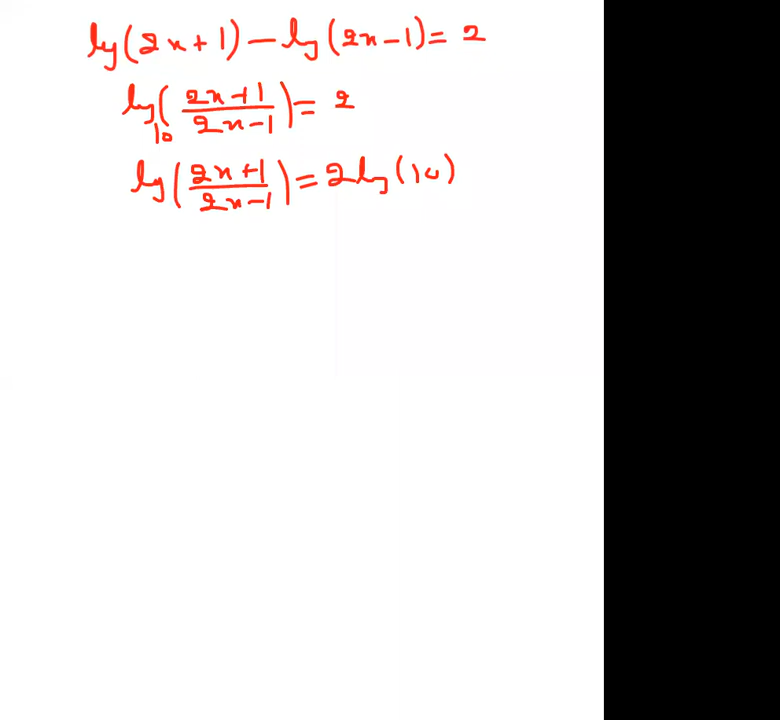 log(2x+1) - log(2x-1) = 2
log₁₀((2x+1)/(2x-1)) = 2
log((2x+1)/(2x-1)) = 2log(10)